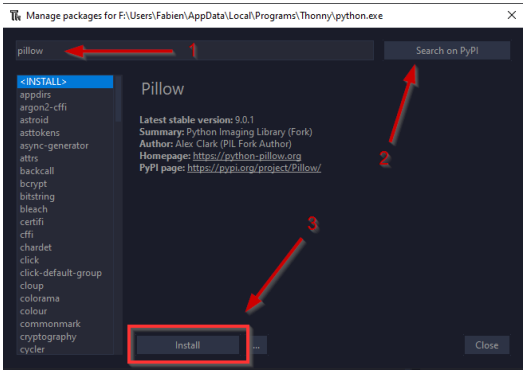 Manage packages for F:\Users\Fabien\AppData\Local\Programs\Thonny\python.exe
pillow
1
Search on PyPI
2
<INSTALL>
appdirs
argon2-cffi
astroid
asttokens
async-generator
attrs
backcall
bcrypt
bitstring
bleach
certifi
cffi
chardet
click
click-default-group
cloup
colorama
colour
commonmark
cryptography
cycler
Pillow
Latest stable version: 9.0.1
Summary: Python Imaging Library (Fork)
Author: Alex Clark (PIL Fork Author)
Homepage: https://python-pillow.org
PyPI page: https://pypi.org/project/Pillow/
3
Install
...
Close